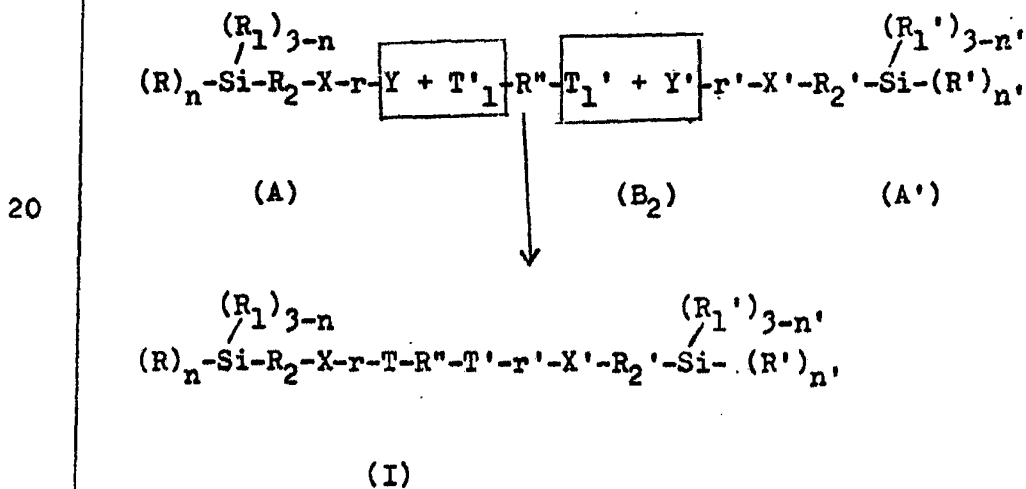 (R₁)₃₋ₙ (R₁')₃₋ₙ'
(R)ₙ-Si-R₂-X-r-Y + T'₁-R"-T₁' + Y'-r'-X'-R₂'-Si-(R')ₙ'
20 (A) (B₂) (A')
(R₁)₃₋ₙ (R₁')₃₋ₙ'
(R)ₙ-Si-R₂-X-r-T-R"-T'-r'-X'-R₂'-Si-(R')ₙ'
(I)